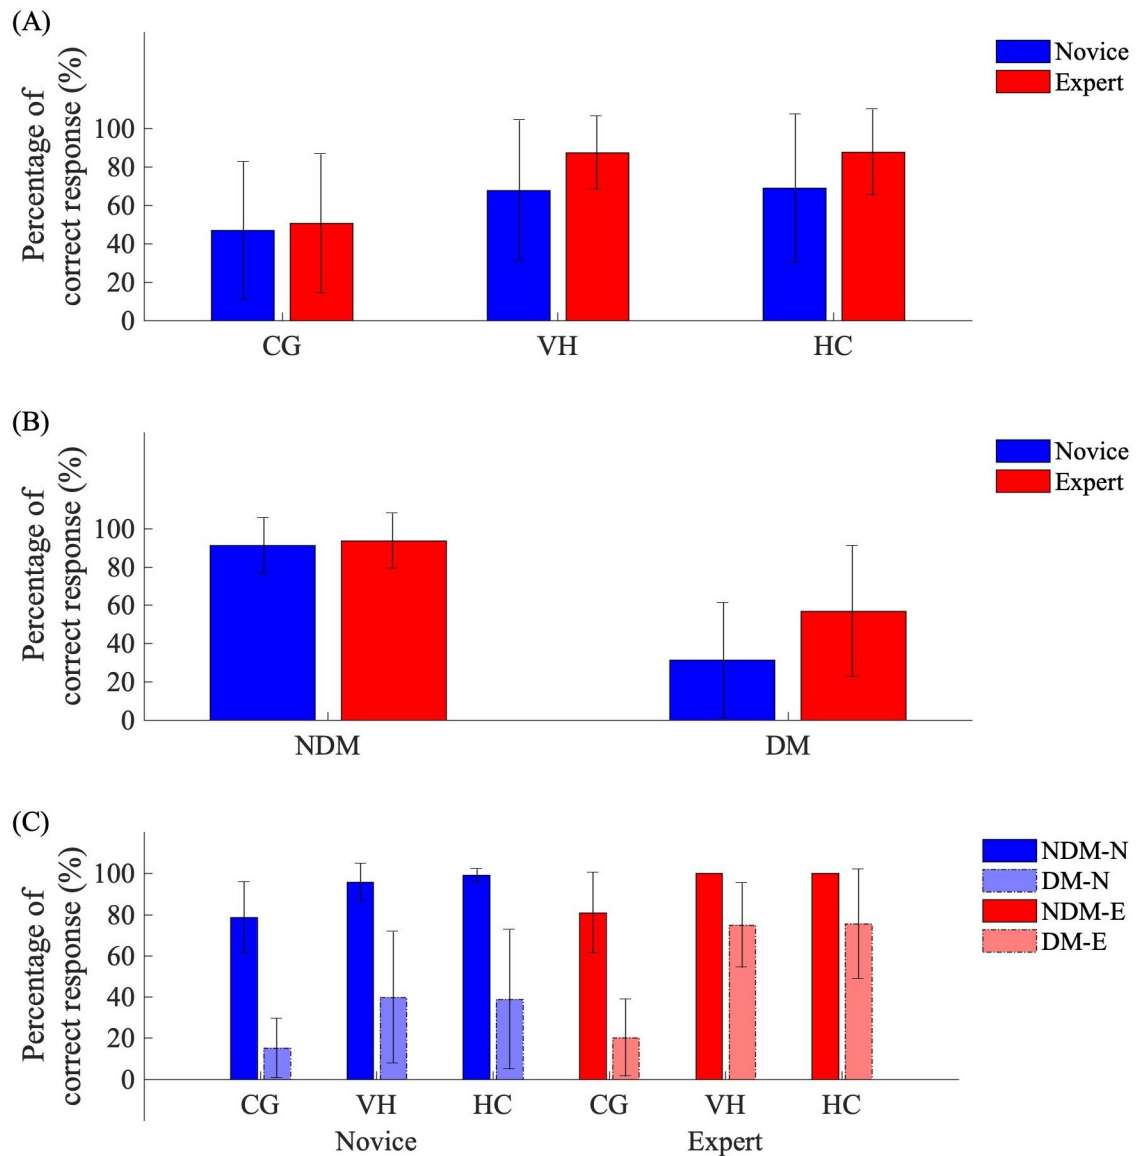 (A)
Percentage of
correct response (%)
100
80
60
40
20
0
CG VH HC
Novice
Expert
(B)
Percentage of
correct response (%)
100
80
60
40
20
0
NDM DM
Novice
Expert
(C)
Percentage of
correct response (%)
100
80
60
40
20
0
CG VH HC CG VH HC
Novice Expert
NDM-N
DM-N
NDM-E
DM-E